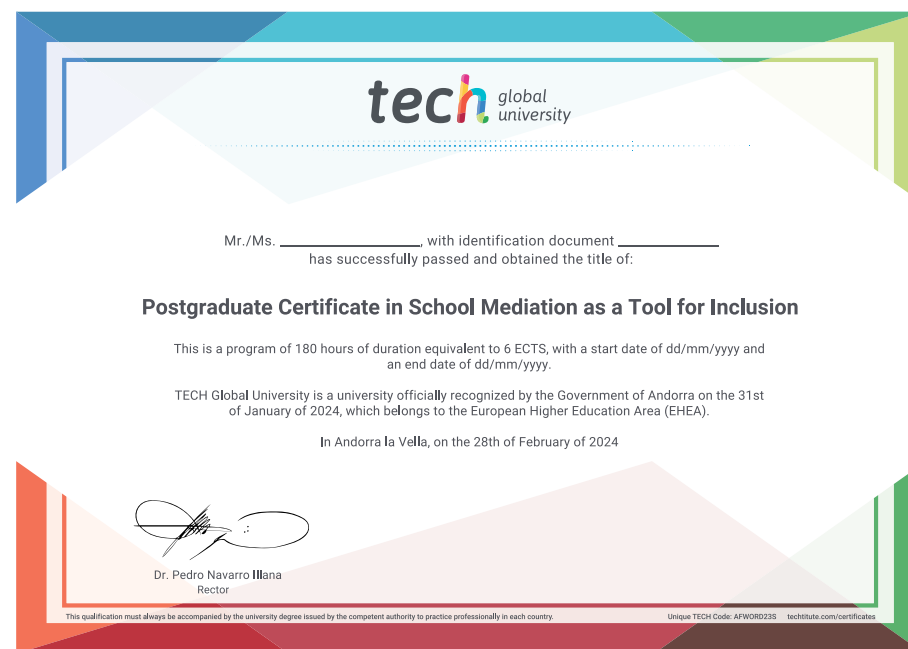 tech global
university
Mr./Ms. ____________, with identification document ____________
has successfully passed and obtained the title of:
Postgraduate Certificate in School Mediation as a Tool for Inclusion
This is a program of 180 hours of duration equivalent to 6 ECTS, with a start date of dd/mm/yyyy and
an end date of dd/mm/yyyy.
TECH Global University is a university officially recognized by the Government of Andorra on the 31st
of January of 2024, which belongs to the European Higher Education Area (EHEA).
In Andorra la Vella, on the 28th of February of 2024
Dr. Pedro Navarro Illana
Rector
This qualification must always be accompanied by the university degree issued by the competent authority to practice professionally in each country.
Unique TECH Code: AFWORD23S techtitute.com/certificates